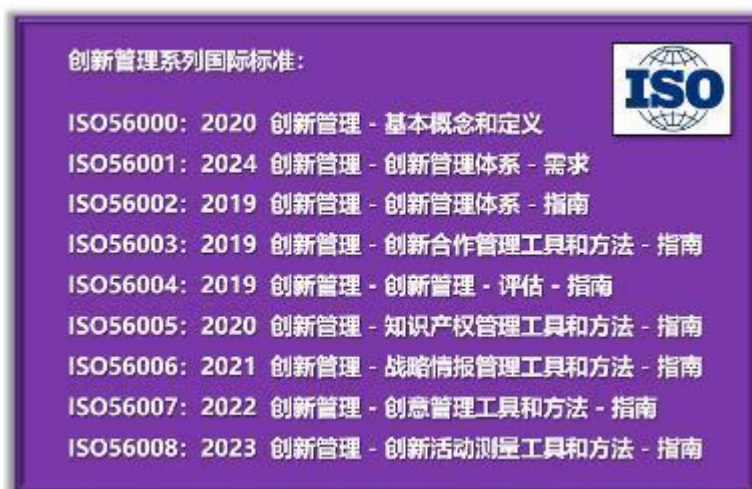 创新管理系列国际标准：
ISO
ISO56000：2020 创新管理 - 基本概念和定义
ISO56001：2024 创新管理 - 创新管理体系 - 需求
ISO56002：2019 创新管理 - 创新管理体系 - 指南
ISO56003：2019 创新管理 - 创新合作管理工具和方法 - 指南
ISO56004：2019 创新管理 - 创新管理 - 评估 - 指南
ISO56005：2020 创新管理 - 知识产权管理工具和方法 - 指南
ISO56006：2021 创新管理 - 战略情报管理工具和方法 - 指南
ISO56007：2022 创新管理 - 创意管理工具和方法 - 指南
ISO56008：2023 创新管理 - 创新活动测量工具和方法 - 指南